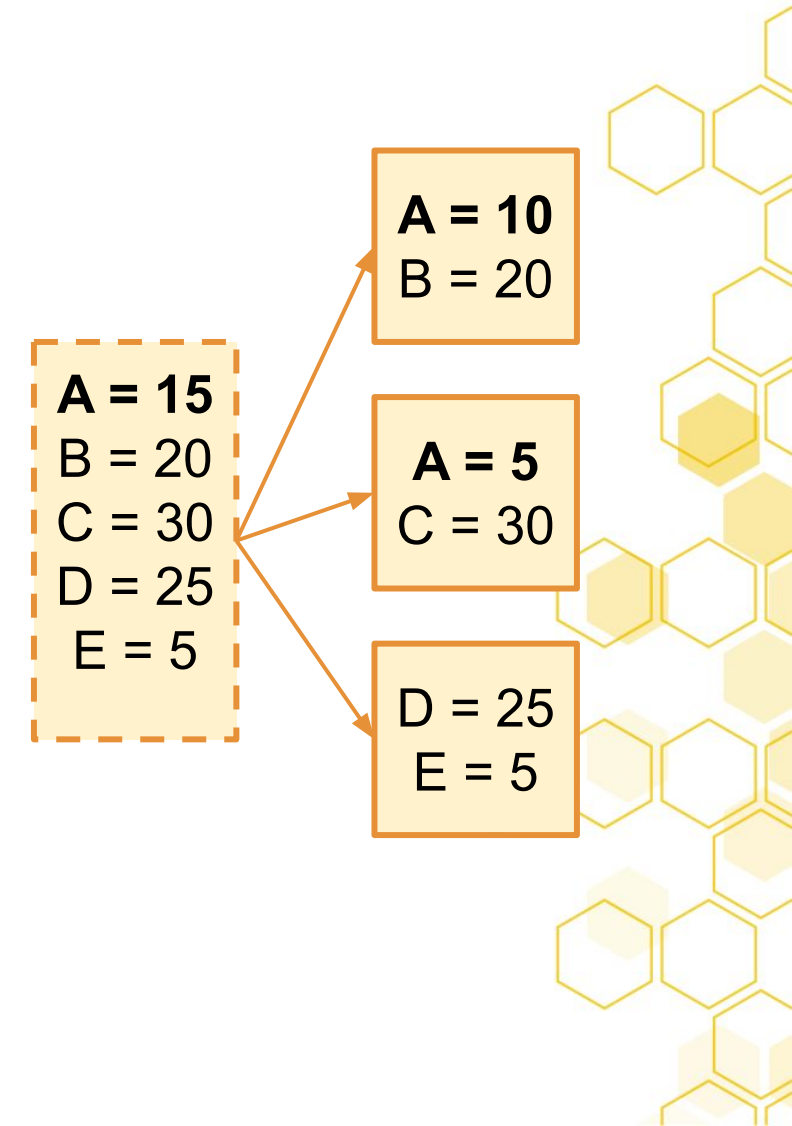 A = 15
B = 20
C = 30
D = 25
E = 5
A = 10
B = 20
A = 5
C = 30
D = 25
E = 5